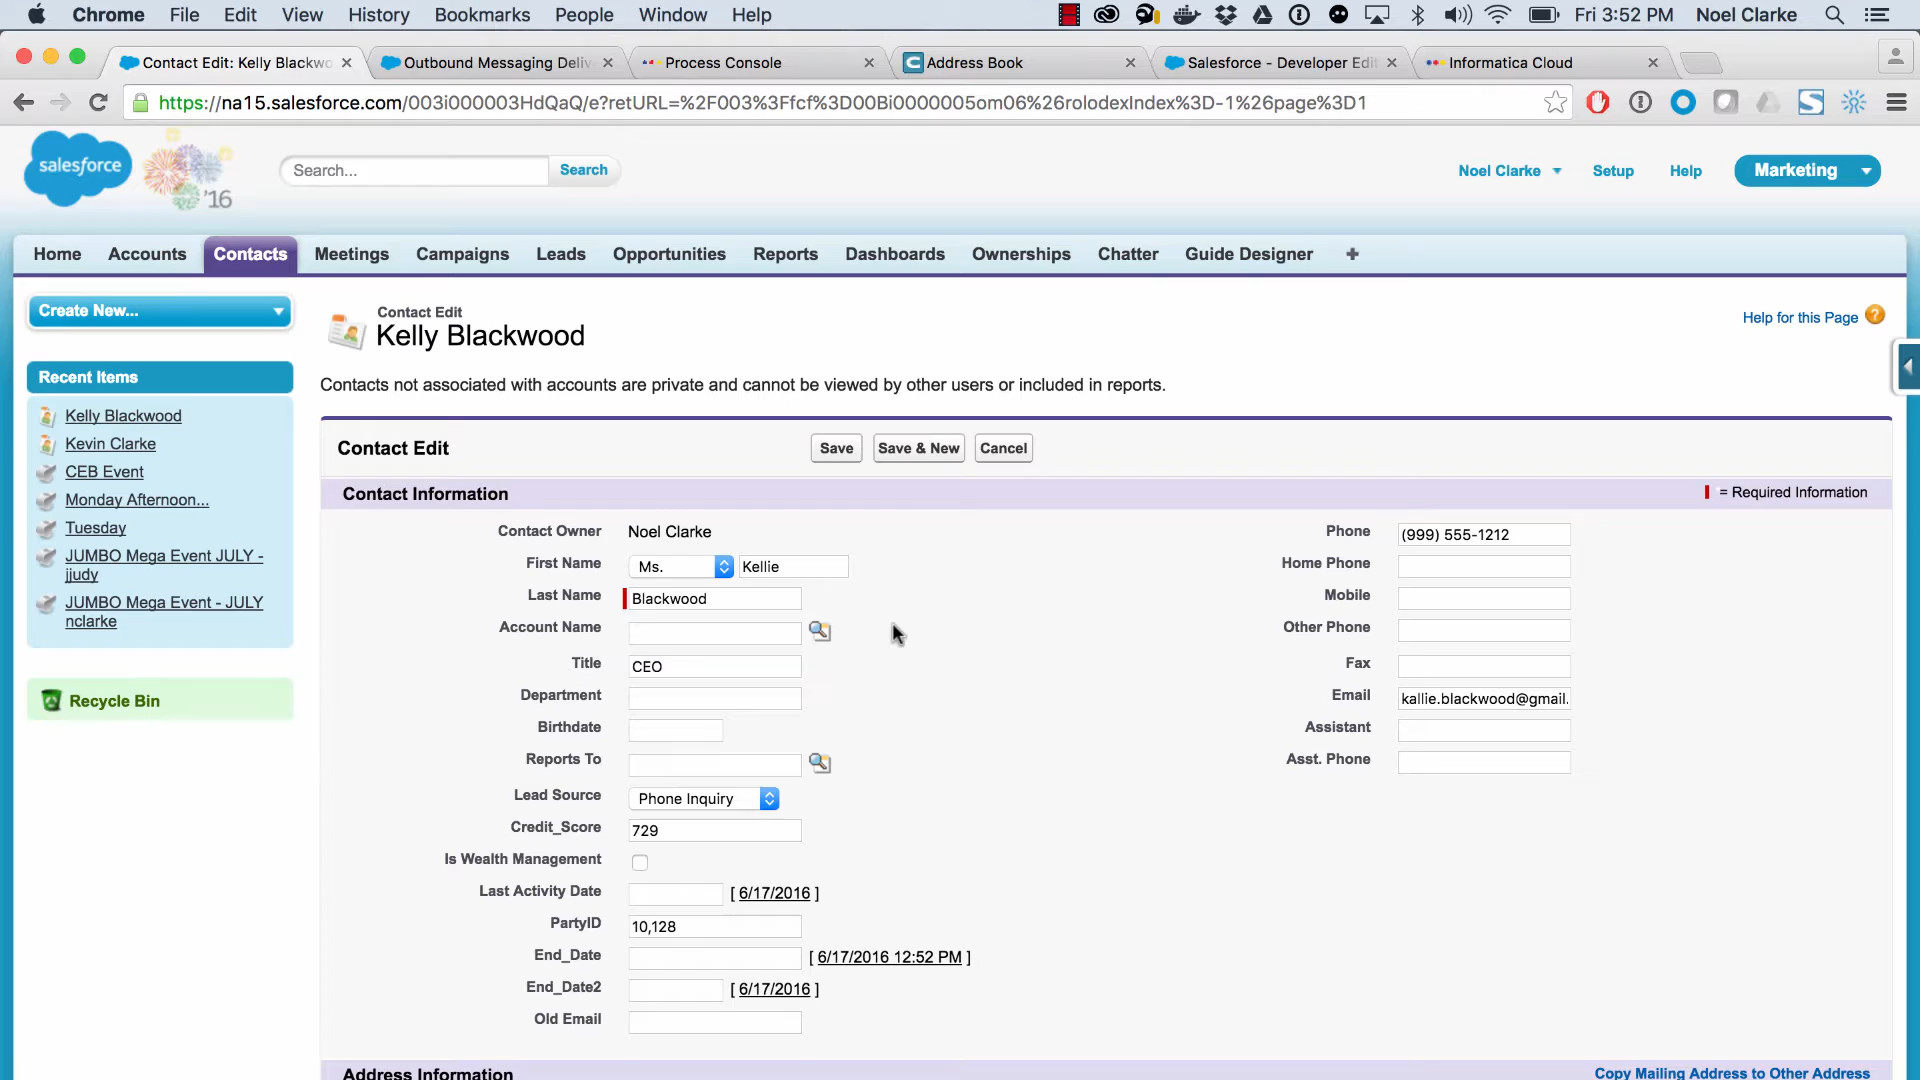 Chrome File Edit View History Bookmarks People Window Help Fri 3:52 PM Noel Clarke
Contact Edit: Kelly Blackwo Outbound Messaging Deliv Process Console Address Book Salesforce - Developer Edit Informatica Cloud
https://na15.salesforce.com/003i000003HdQaQ/e?retURL=%2F003%3Ffcf%3D00Bi0000005om06%26rolodexIndex%3D-1%26page%3D1
salesforce '16 Search... Search Noel Clarke Setup Help Marketing
Home Accounts Contacts Meetings Campaigns Leads Opportunities Reports Dashboards Ownerships Chatter Guide Designer +
Create New...
Recent Items
Kelly Blackwood
Kevin Clarke
CEB Event
Monday Afternoon...
Tuesday
JUMBO Mega Event JULY -
jjudy
JUMBO Mega Event - JULY
nclarke
Recycle Bin
Contact Edit
Kelly Blackwood
Help for this Page ?
Contacts not associated with accounts are private and cannot be viewed by other users or included in reports.
Contact Edit Save Save & New Cancel
Contact Information = Required Information
Contact Owner Noel Clarke Phone (999) 555-1212
First Name Ms. Kellie Home Phone
Last Name Blackwood Mobile
Account Name Other Phone
Title CEO Fax
Department Email kallie.blackwood@gmail.
Birthdate Assistant
Reports To Asst. Phone
Lead Source Phone Inquiry
Credit_Score 729
Is Wealth Management
Last Activity Date [ 6/17/2016 ]
PartyID 10,128
End_Date [ 6/17/2016 12:52 PM ]
End_Date2 [ 6/17/2016 ]
Old Email
Address Information Copy Mailing Address to Other Address